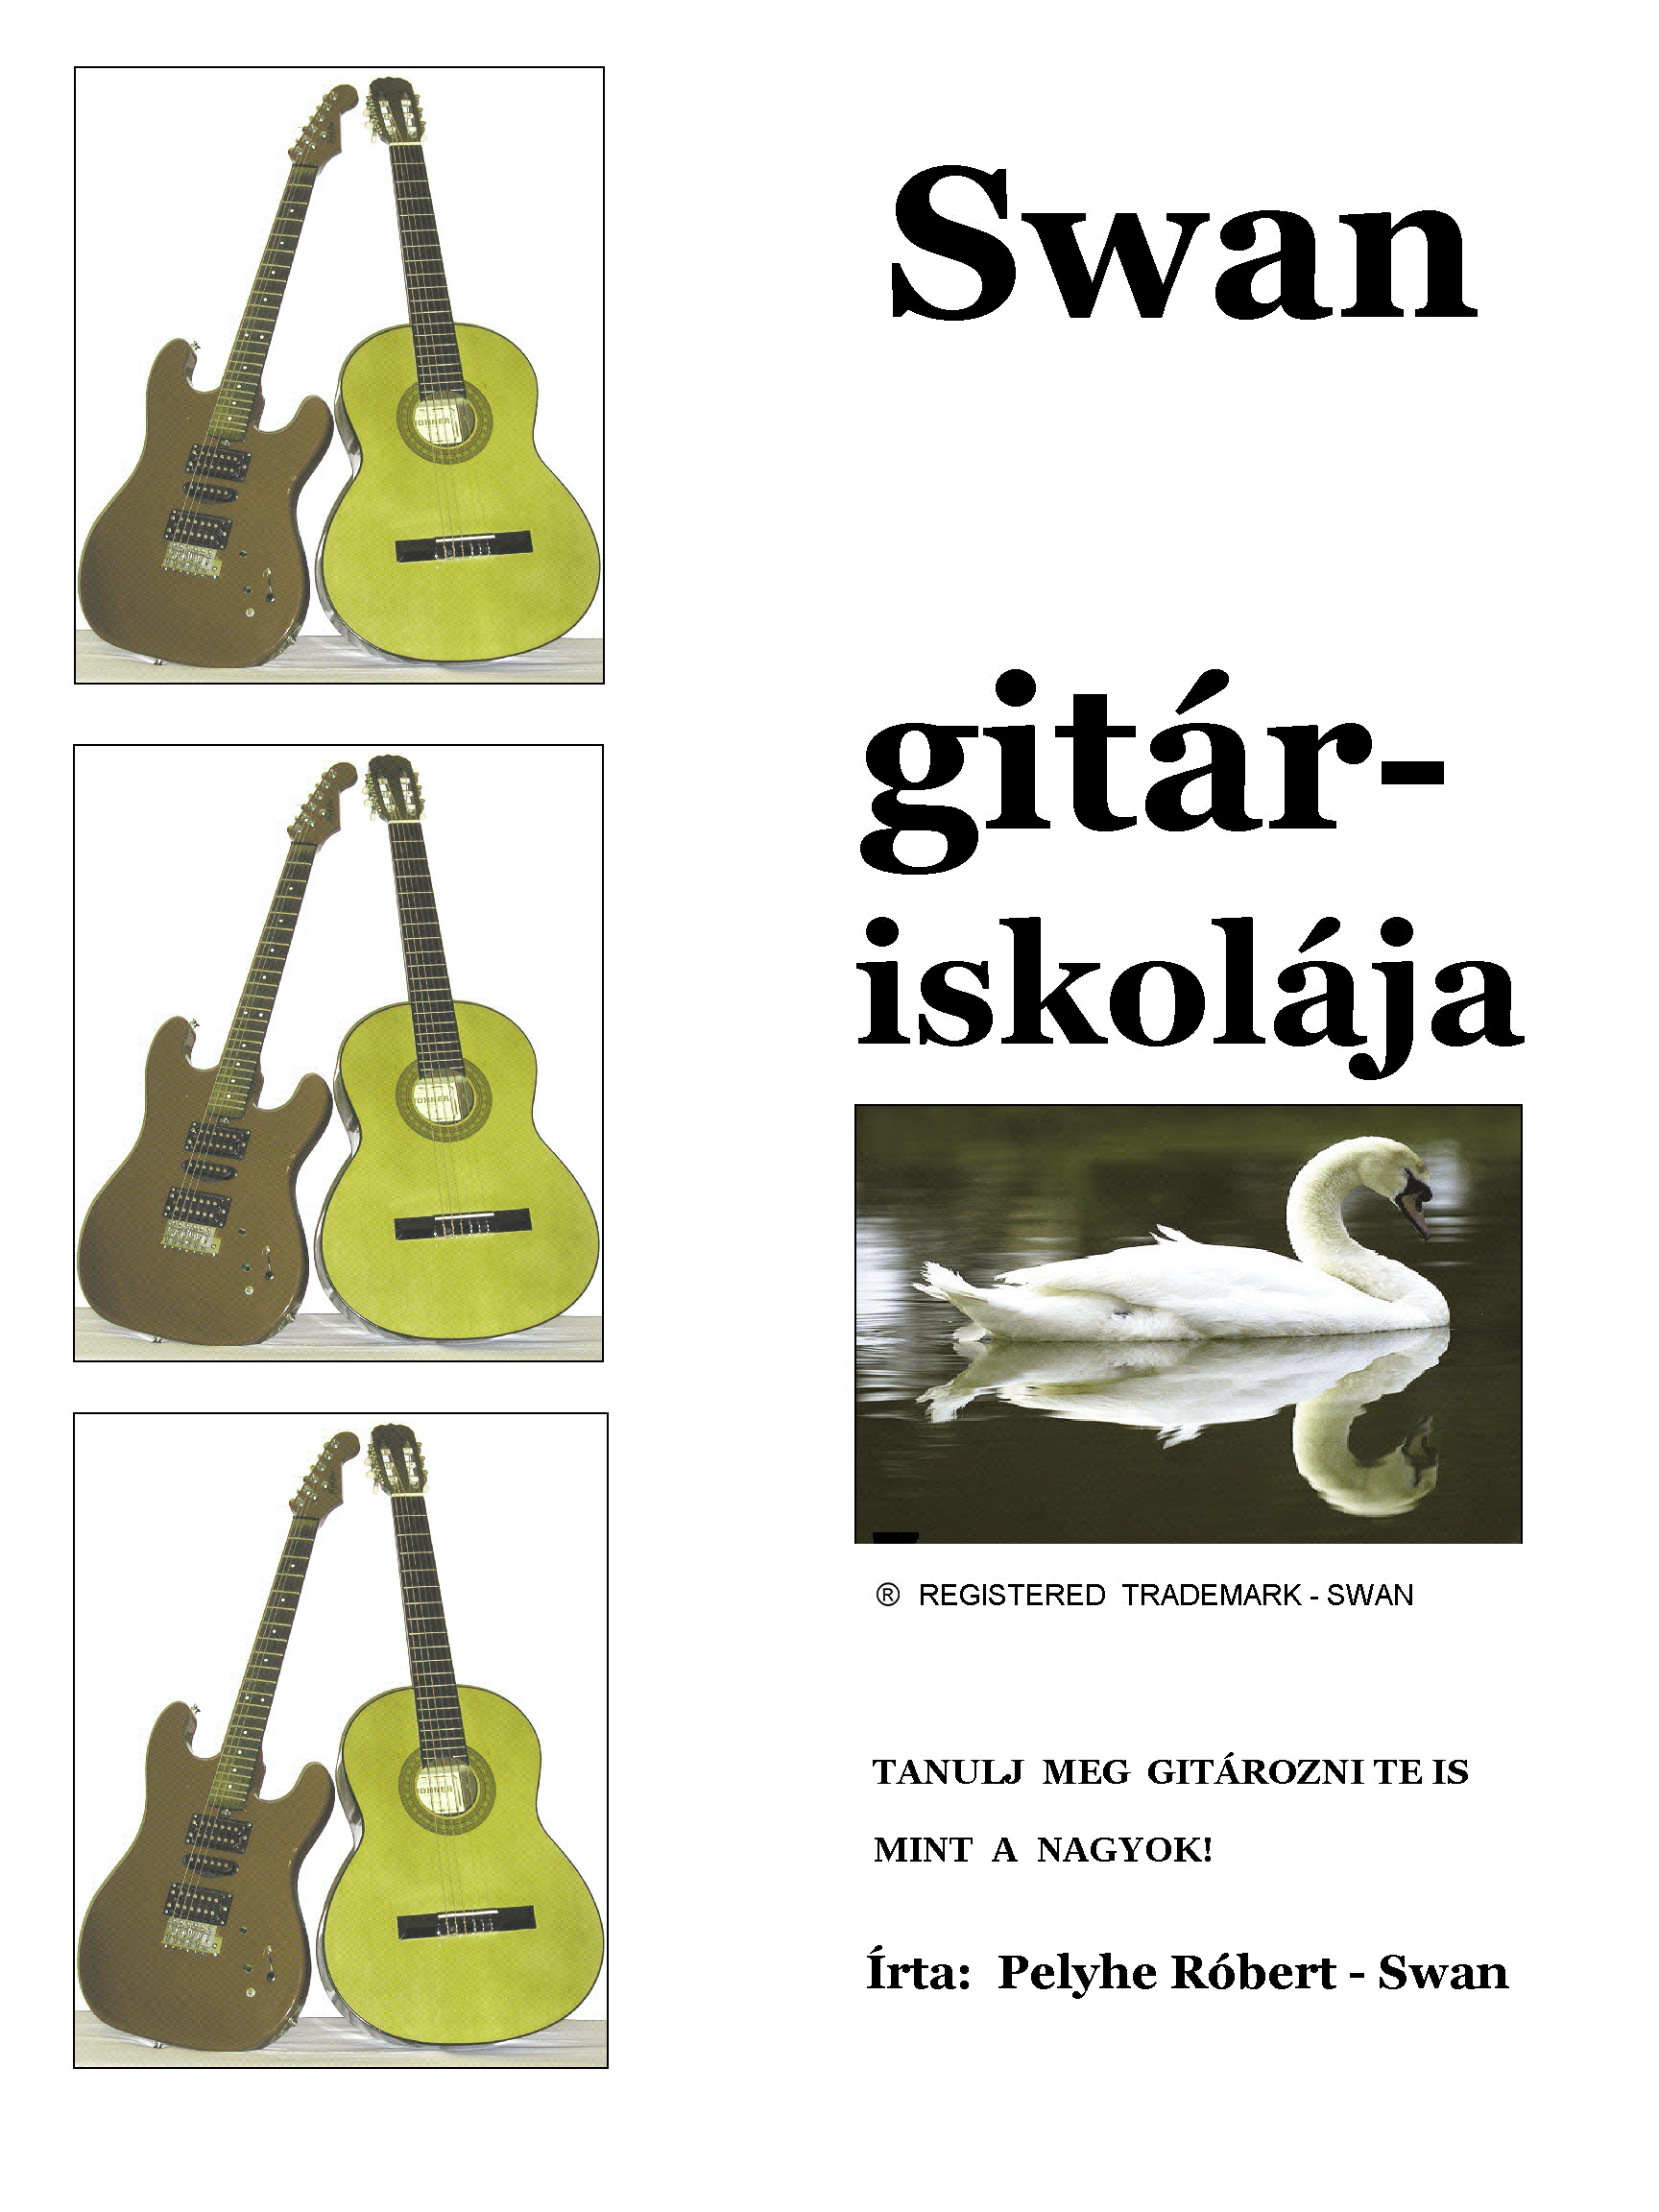 Swan
gitár-
iskolája
® REGISTERED TRADEMARK - SWAN
TANULJ MEG GITÁROZNI TE IS
MINT A NAGYOK!
Írta: Pelyhe Róbert - Swan